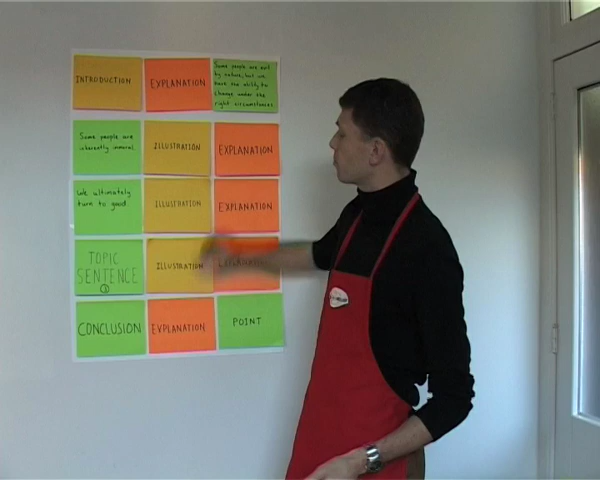 INTRODUCTION
EXPLANATION
Some people are evil
by nature, but we
have the ability to
change under the
right circumstances
Some people are
inherently immoral
ILLUSTRATION
EXPLANATION
We ultimately
turn to good
ILLUSTRATION
EXPLANATION
TOPIC
SENTENCE
3
ILLUSTRATION
CONCLUSION
EXPLANATION
POINT